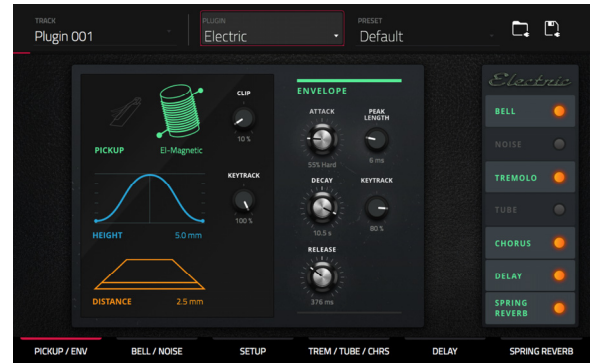 TRACK
Plugin 001
PLUGIN
Electric
PRESET
Default
CLIP
10 %
PICKUP
El-Magnetic
KEYTRACK
100 %
HEIGHT
5.0 mm
DISTANCE
2.5 mm
ENVELOPE
ATTACK
PEAK
LENGTH
55% Hard
6 ms
DECAY
KEYTRACK
10.5 s
80 %
RELEASE
376 ms
Electric
BELL
NOISE
TREMOLO
TUBE
CHORUS
DELAY
SPRING
REVERB
PICKUP / ENV
BELL / NOISE
SETUP
TREM / TUBE / CHRS
DELAY
SPRING REVERB